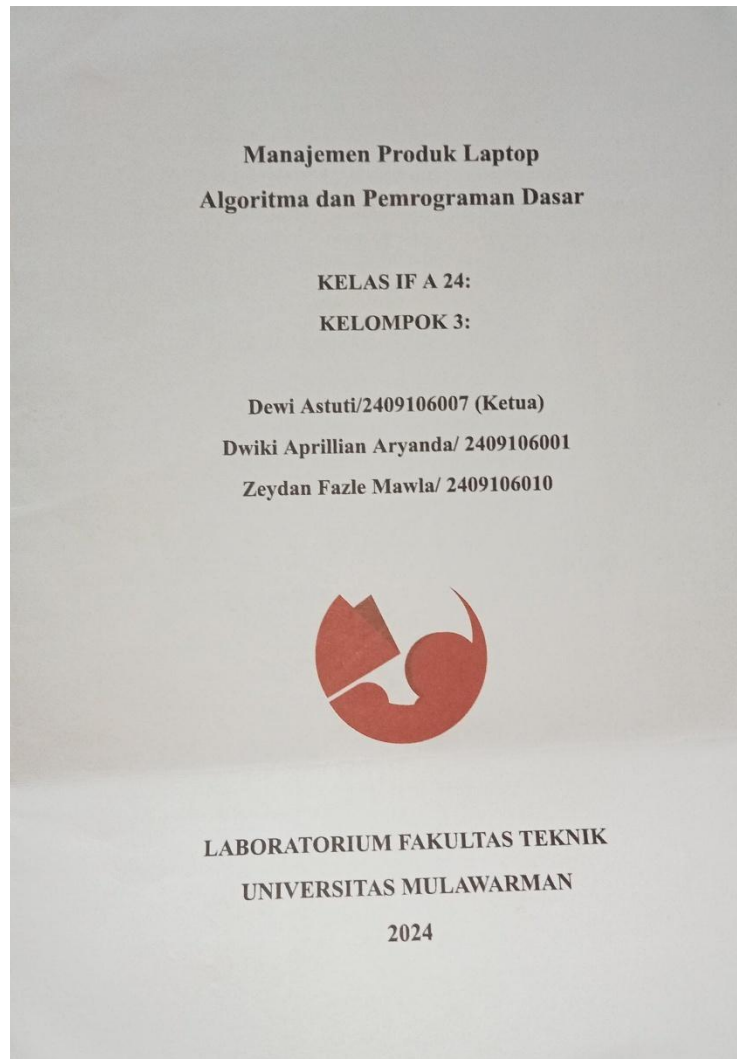 Manajemen Produk Laptop
Algoritma dan Pemrograman Dasar
KELAS IF A 24:
KELOMPOK 3:
Dewi Astuti/2409106007 (Ketua)
Dwiki Aprillian Aryanda/ 2409106001
Zeydan Fazle Mawla/ 2409106010
LABORATORIUM FAKULTAS TEKNIK
UNIVERSITAS MULAWARMAN
2024